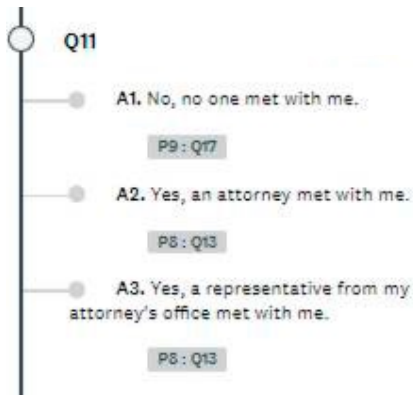 Q11
A1. No, no one met with me.
P9 : Q17
A2. Yes, an attorney met with me.
P8 : Q13
A3. Yes, a representative from my
attorney's office met with me.
P8 : Q13